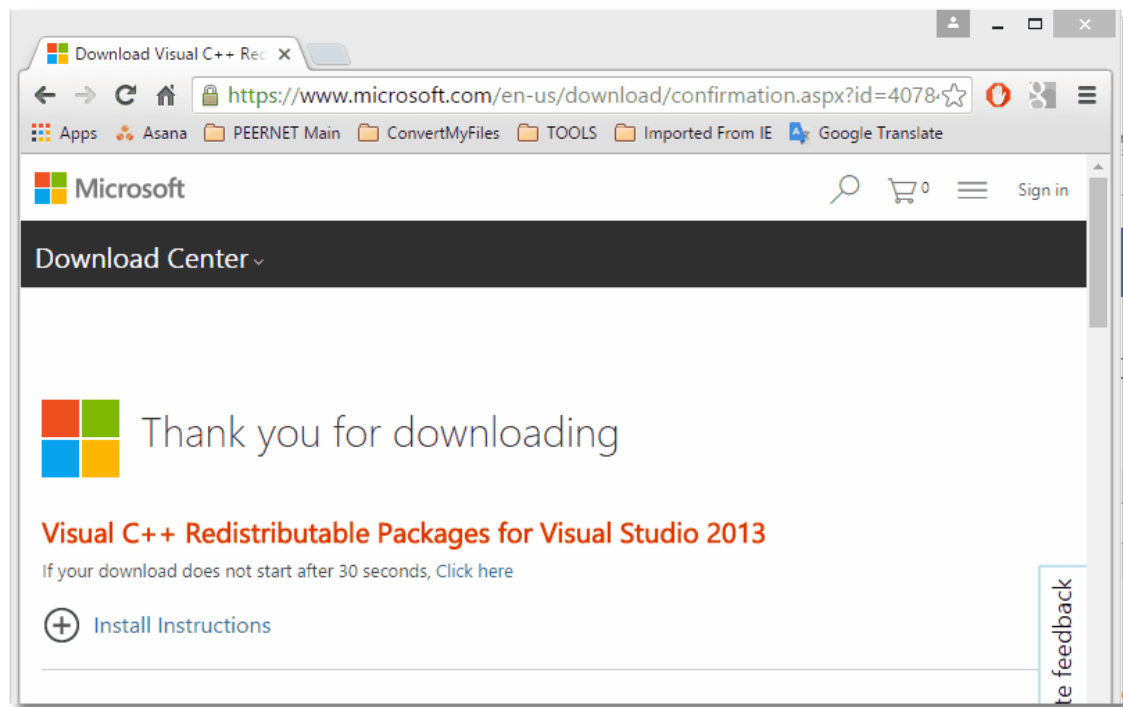 Download Visual C++ Rec
https://www.microsoft.com/en-us/download/confirmation.aspx?id=4078
Apps Asana PEERNET Main ConvertMyFiles TOOLS Imported From IE Google Translate
Microsoft 0 Sign in
Download Center
Thank you for downloading
Visual C++ Redistributable Packages for Visual Studio 2013
If your download does not start after 30 seconds, Click here
Install Instructions
te feedback